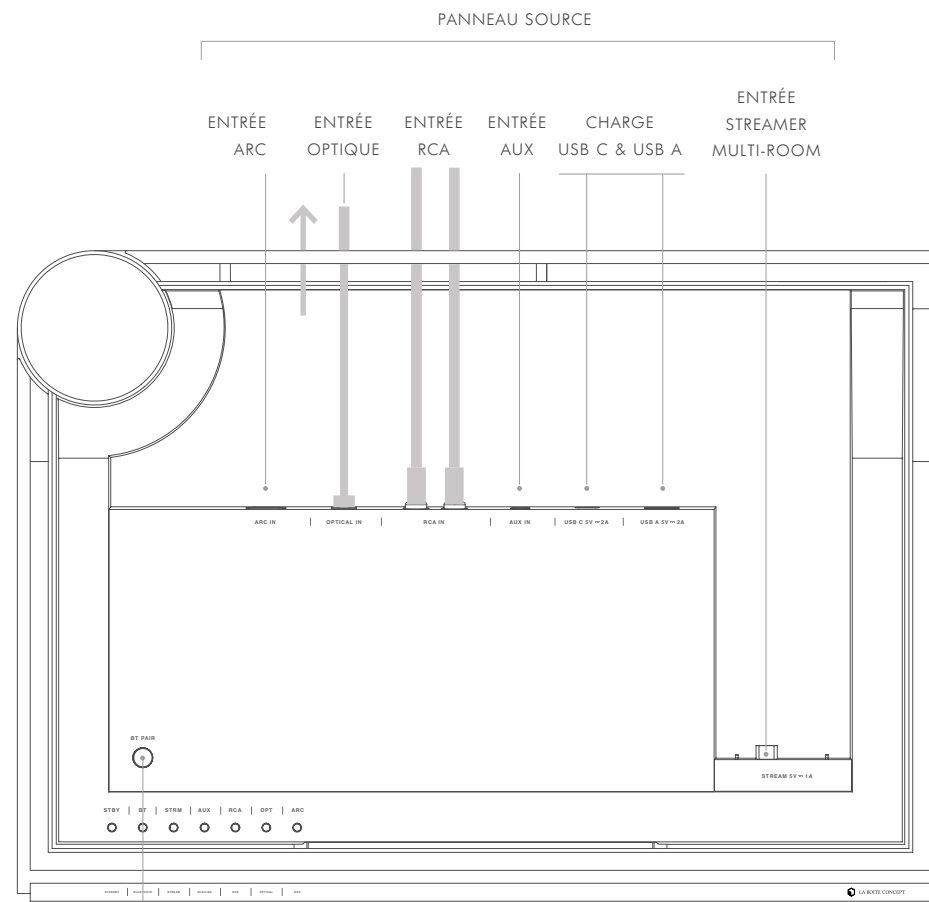 PANNEAU SOURCE
ENTRÉE
ARC
ENTRÉE
OPTIQUE
ENTRÉE
RCA
ENTRÉE
AUX
CHARGE
USB C & USB A
ENTRÉE
STREAMER
MULTI-ROOM
ARC IN
OPTICAL IN
RCA IN
AUX IN
USB C 5V ⎓ 2A
USB A 5V ⎓ 2A
BT PAIR
STREAM 5V ⎓ 1A
STBY | BT | STRM | AUX | RCA | OPT | ARC
LA BOITE CONCEPT